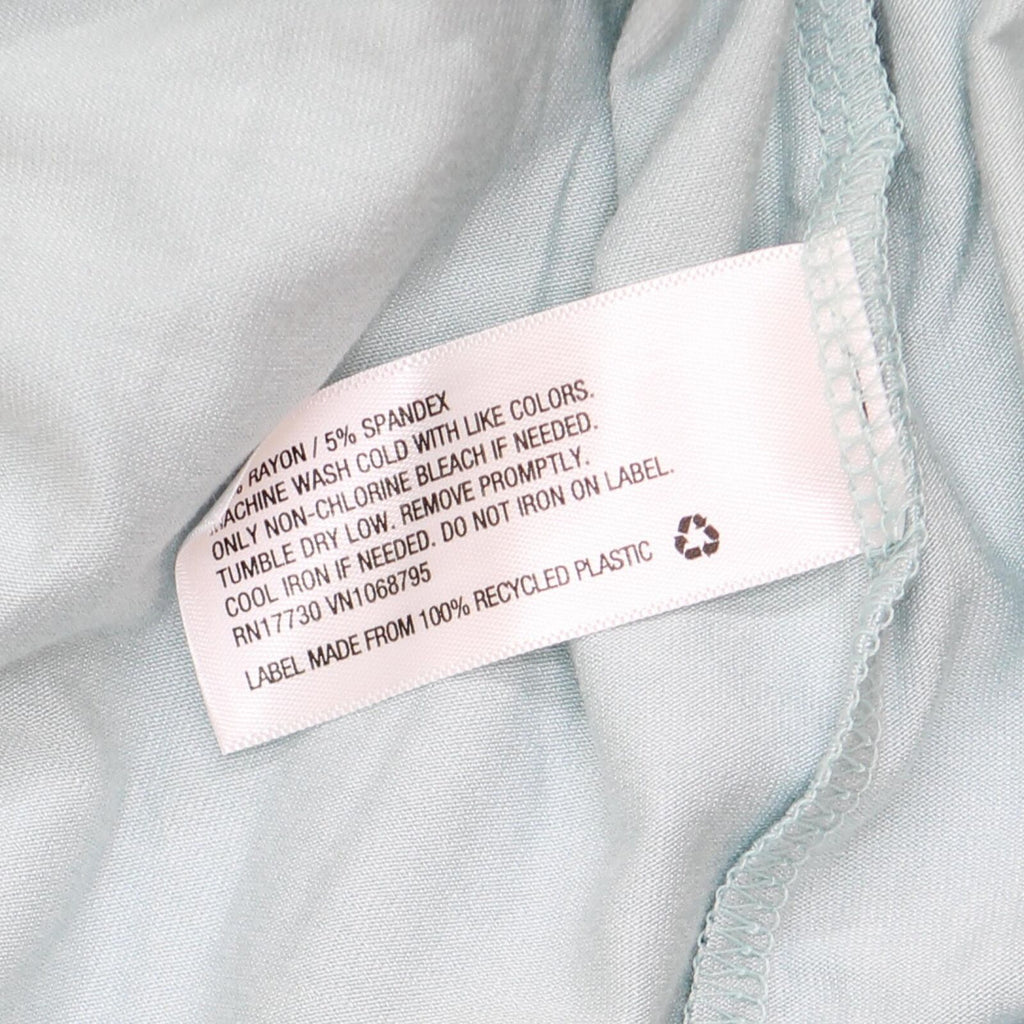 RAYON / 5% SPANDEX
MACHINE WASH COLD WITH LIKE COLORS.
ONLY NON-CHLORINE BLEACH IF NEEDED.
TUMBLE DRY LOW. REMOVE PROMPTLY.
COOL IRON IF NEEDED. DO NOT IRON ON LABEL.
RN17730 VN1068795
LABEL MADE FROM 100% RECYCLED PLASTIC